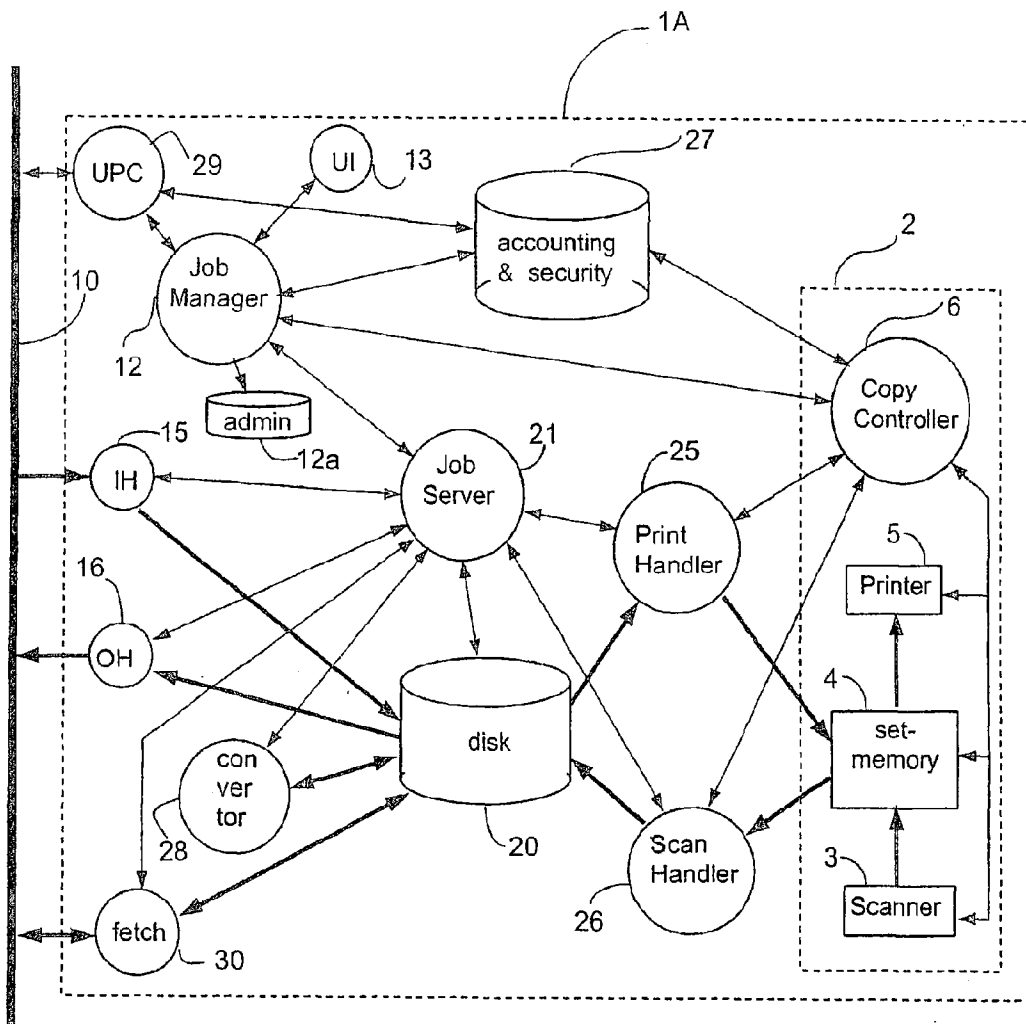 1A
29
UPC
UI
13
27
accounting
& security
2
6
10
Job
Manager
12
Copy
Controller
admin
12a
15
IH
21
Job
Server
25
Print
Handler
5
Printer
16
OH
4
set-
memory
disk
con
ver
tor
28
20
Scan
Handler
26
3
Scanner
fetch
30